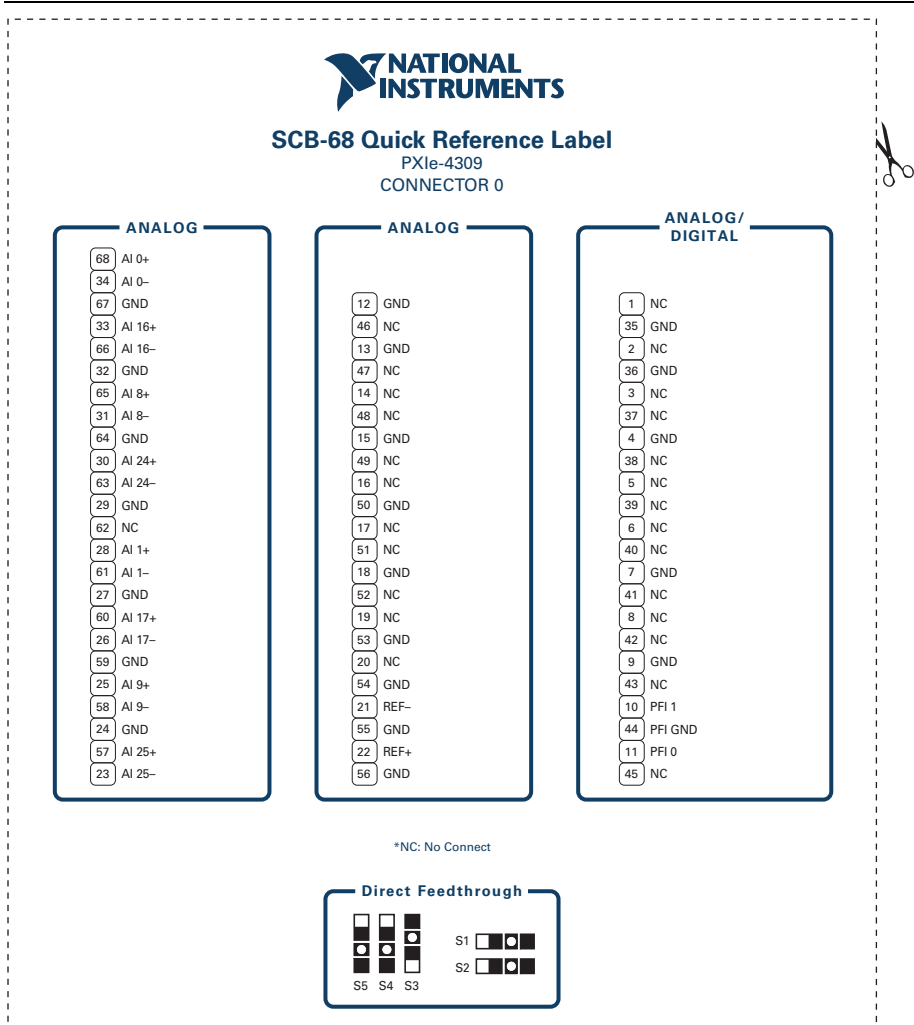 NATIONAL
INSTRUMENTS
SCB-68 Quick Reference Label
PXIe-4309
CONNECTOR 0
ANALOG
68 AI 0+
34 AI 0–
67 GND
33 AI 16+
66 AI 16–
32 GND
65 AI 8+
31 AI 8–
64 GND
30 AI 24+
63 AI 24–
29 GND
62 NC
28 AI 1+
61 AI 1–
27 GND
60 AI 17+
26 AI 17–
59 GND
25 AI 9+
58 AI 9–
24 GND
57 AI 25+
23 AI 25–
ANALOG
12 GND
46 NC
13 GND
47 NC
14 NC
48 NC
15 GND
49 NC
16 NC
50 GND
17 NC
51 NC
18 GND
52 NC
19 NC
53 GND
20 NC
54 GND
21 REF–
55 GND
22 REF+
56 GND
ANALOG/
DIGITAL
1 NC
35 GND
2 NC
36 GND
3 NC
37 NC
4 GND
38 NC
5 NC
39 NC
6 NC
40 NC
7 GND
41 NC
8 NC
42 NC
9 GND
43 NC
10 PFI 1
44 PFI GND
11 PFI 0
45 NC
*NC: No Connect
Direct Feedthrough
S1
S2
S5 S4 S3